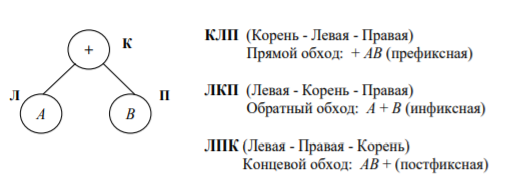 + К
Л П
A B
КЛП (Корень - Левая - Правая)
Прямой обход: + AB (префиксная)
ЛКП (Левая - Корень - Правая)
Обратный обход: A + B (инфиксная)
ЛПК (Левая - Правая - Корень)
Концевой обход: AB + (постфиксная)